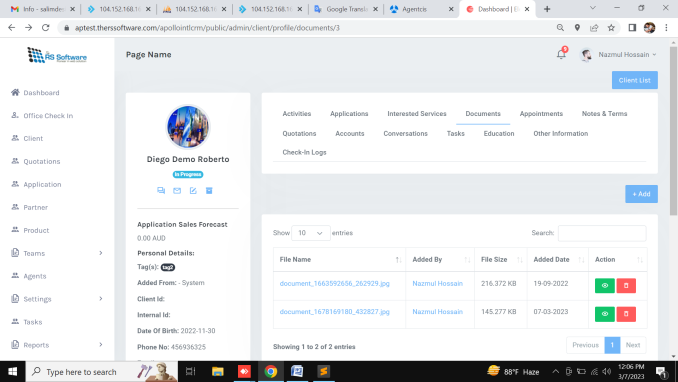 Info - salimdev
104.152.168.16
104.152.168.16
104.152.168.16
Google Transla
Agentcis
Dashboard | El
aptest.therssoftware.com/apollointlcrm/public/admin/client/profile/documents/3
RS Software
Page Name
9
Nazmul Hossain
Client List
Dashboard
Office Check In
Client
Quotations
Application
Partner
Product
Teams
Agents
Settings
Tasks
Reports
Diego Demo Roberto
In Progress
Application Sales Forecast
0.00 AUD
Personal Details:
Tag(s): tag2
Added From: - System
Client Id:
Internal Id:
Date Of Birth: 2022-11-30
Phone No: 456936325
Activities Applications Interested Services Documents Appointments Notes & Terms
Quotations Accounts Conversations Tasks Education Other Information
Check-In Logs
+ Add
Show 10 entries Search:
File Name Added By File Size Added Date Action
document_1663592656_262929.jpg Nazmul Hossain 216.372 KB 19-09-2022
document_1678169180_432827.jpg Nazmul Hossain 145.277 KB 07-03-2023
Showing 1 to 2 of 2 entries
Previous 1 Next
Type here to search
88°F Haze
12:06 PM
3/7/2023